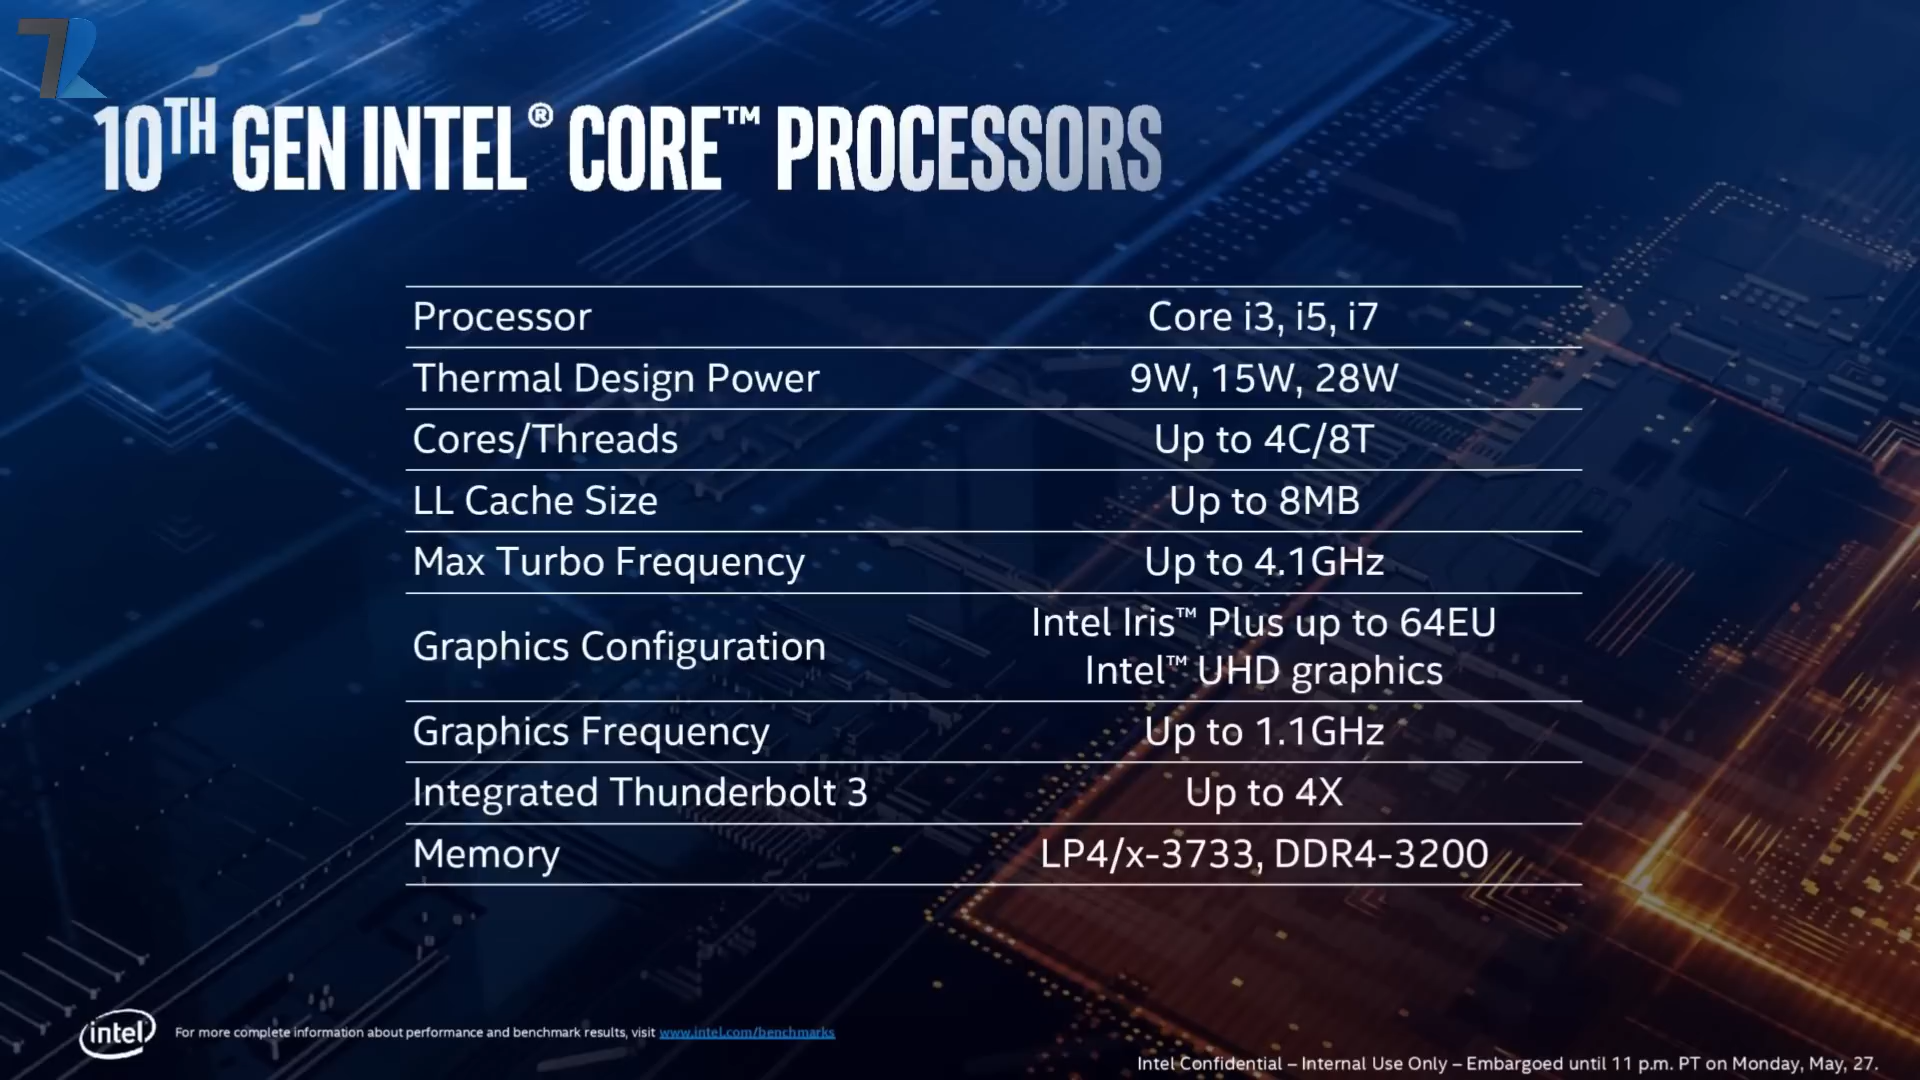 10TH GEN INTEL® CORE™ PROCESSORS
Processor Core i3, i5, i7
Thermal Design Power 9W, 15W, 28W
Cores/Threads Up to 4C/8T
LL Cache Size Up to 8MB
Max Turbo Frequency Up to 4.1GHz
Graphics Configuration Intel Iris™ Plus up to 64EU
Intel™ UHD graphics
Graphics Frequency Up to 1.1GHz
Integrated Thunderbolt 3 Up to 4X
Memory LP4/x-3733, DDR4-3200
intel For more complete information about performance and benchmark results, visit www.intel.com/benchmarks
Intel Confidential – Internal Use Only – Embargoed until 11 p.m. PT on Monday, May, 27.